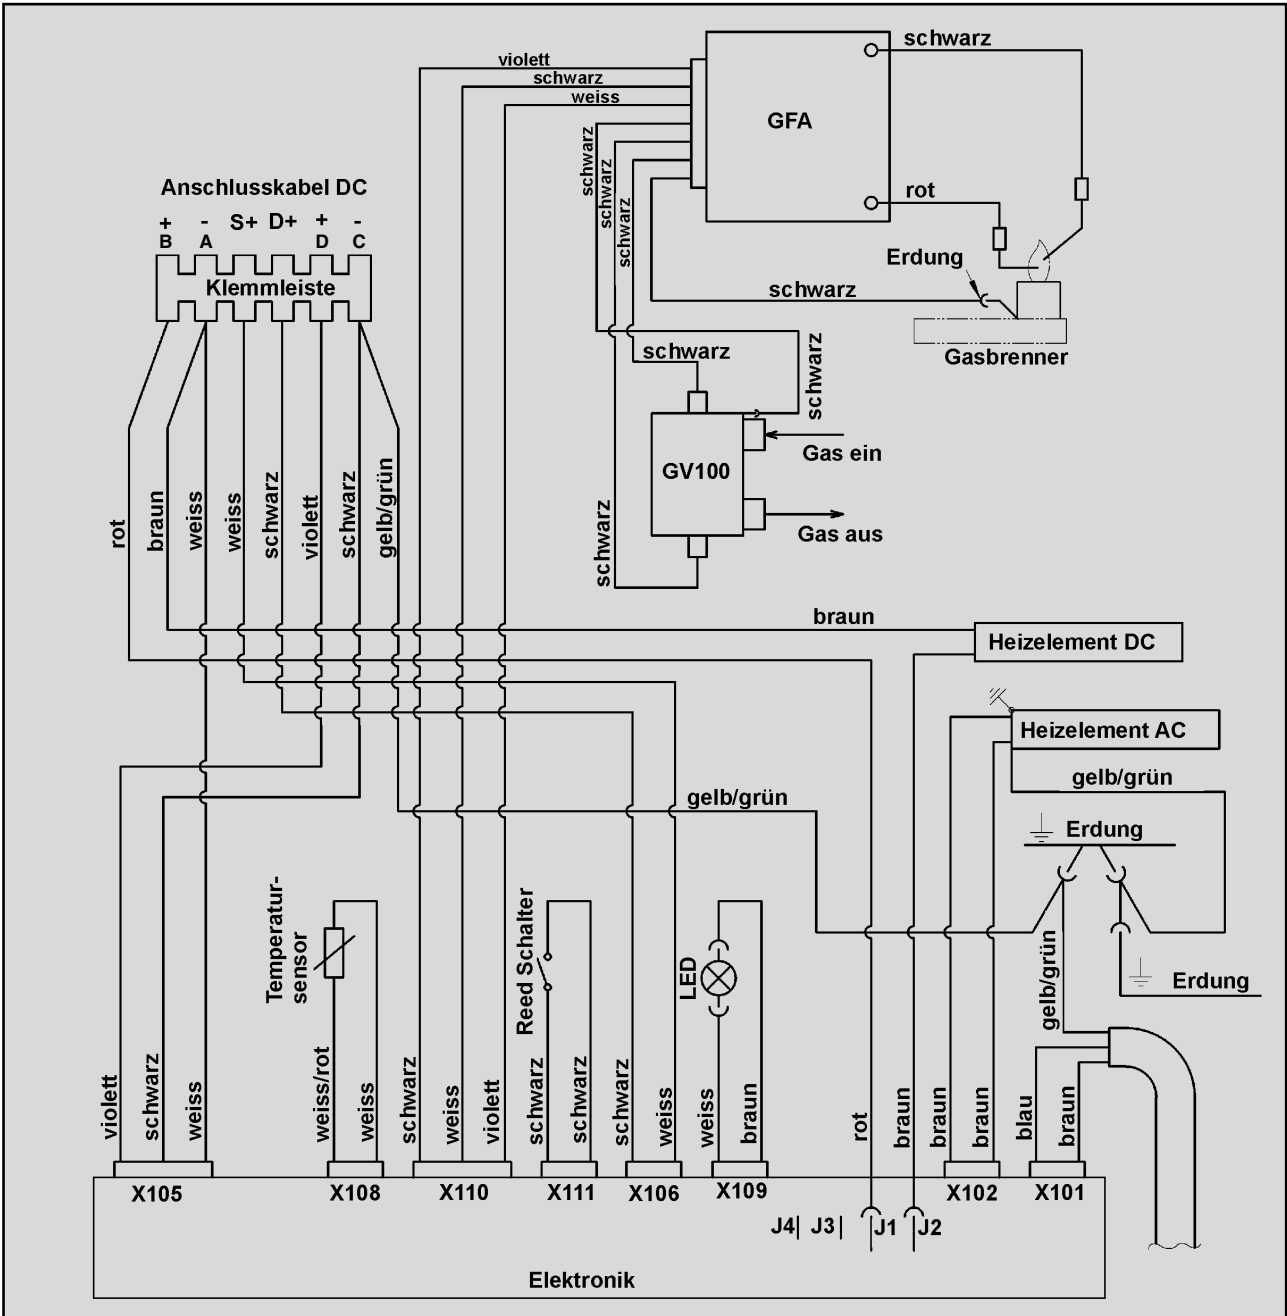 schwarz
violett
schwarz
weiss
GFA
schwarz
schwarz
schwarz
rot
Anschlusskabel DC
+ - S+ D+ + -
B A D C
Klemmleiste
Erdung
schwarz
Gasbrenner
schwarz
schwarz
Gas ein
GV100
Gas aus
schwarz
rot
braun
weiss
weiss
schwarz
violett
schwarz
gelb/grün
braun
Heizelement DC
Heizelement AC
gelb/grün
gelb/grün
Erdung
Temperatur-
sensor
Reed Schalter
LED
gelb/grün
Erdung
violett
schwarz
weiss
weiss/rot
weiss
schwarz
weiss
violett
schwarz
schwarz
schwarz
weiss
weiss
braun
rot
braun
braun
braun
blau
braun
X105
X108
X110
X111
X106
X109
X102
X101
J4 J3 J1 J2
Elektronik